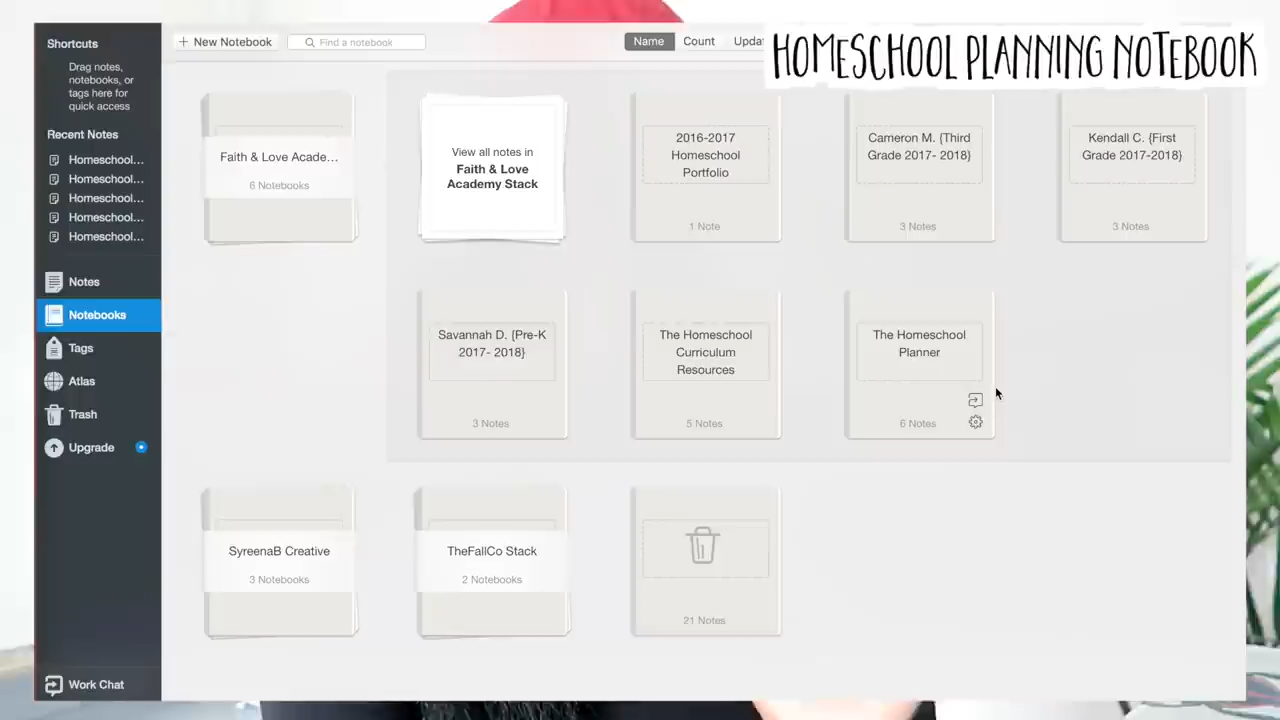 HOMESCHOOL PLANNING NOTEBOOK
Shortcuts
Drag notes,
notebooks, or
tags here for
quick access
Recent Notes
Homeschool...
Homeschool...
Homeschool...
Homeschool...
Homeschool...
Notes
Notebooks
Tags
Atlas
Trash
Upgrade
Work Chat
+ New Notebook
Find a notebook
Name
Count
Faith & Love Acade...
6 Notebooks
View all notes in
Faith & Love
Academy Stack
2016-2017
Homeschool
Portfolio
1 Note
Cameron M. {Third
Grade 2017- 2018}
3 Notes
Kendall C. {First
Grade 2017-2018}
3 Notes
Savannah D. {Pre-K
2017- 2018}
3 Notes
The Homeschool
Curriculum
Resources
5 Notes
The Homeschool
Planner
6 Notes
SyreenaB Creative
3 Notebooks
TheFallCo Stack
2 Notebooks
21 Notes